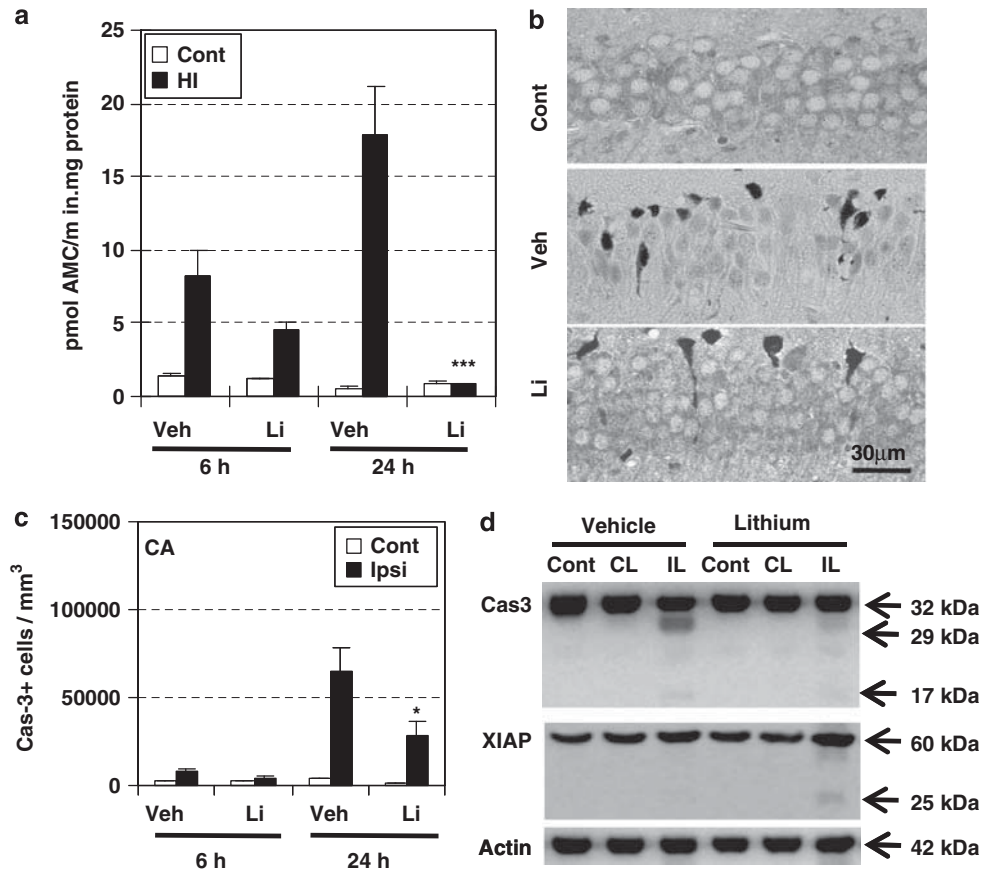 a
25
20
15
10
5
0
pmol AMC/m in.mg protein
Cont
HI
***
Veh Li Veh Li
6 h 24 h
b
Cont
Veh
Li
30µm
c
150000
100000
50000
0
Cas-3+ cells / mm³
CA
Cont
Ipsi
*
Veh Li Veh Li
6 h 24 h
d
Vehicle Lithium
Cont CL IL Cont CL IL
Cas3
32 kDa
29 kDa
17 kDa
XIAP
60 kDa
25 kDa
Actin
42 kDa